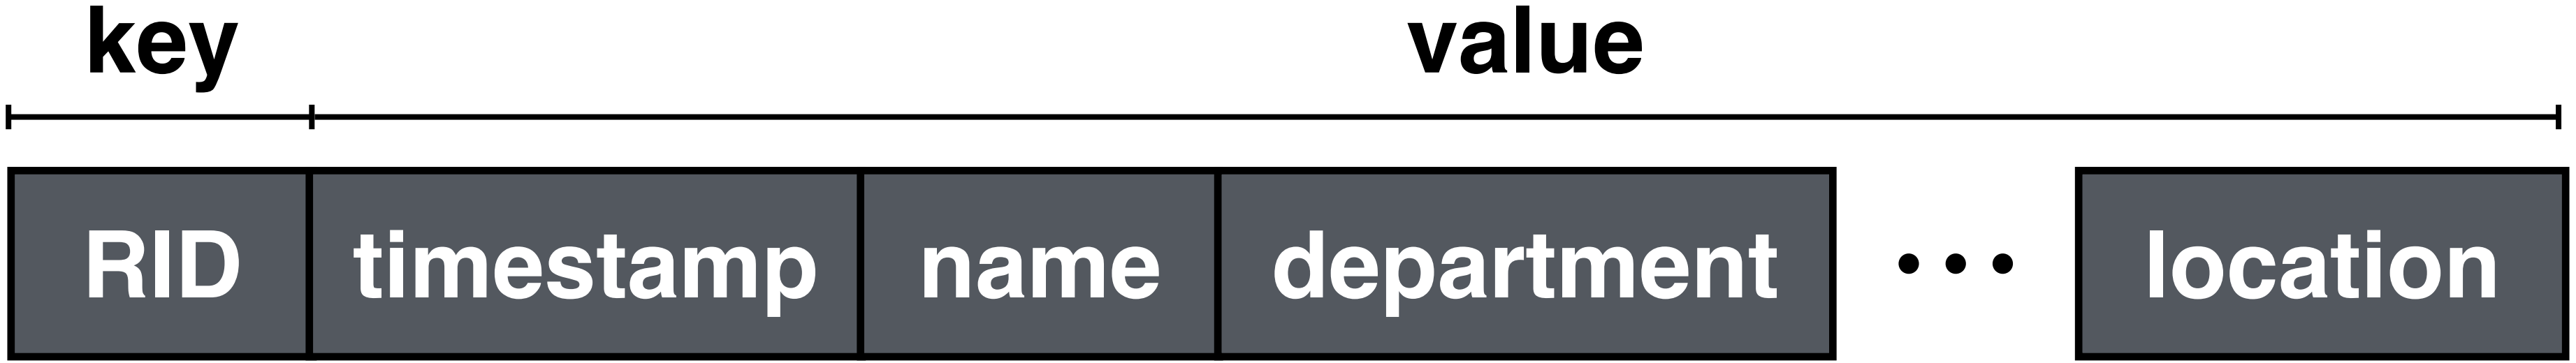 key value
RID timestamp name department ••• location